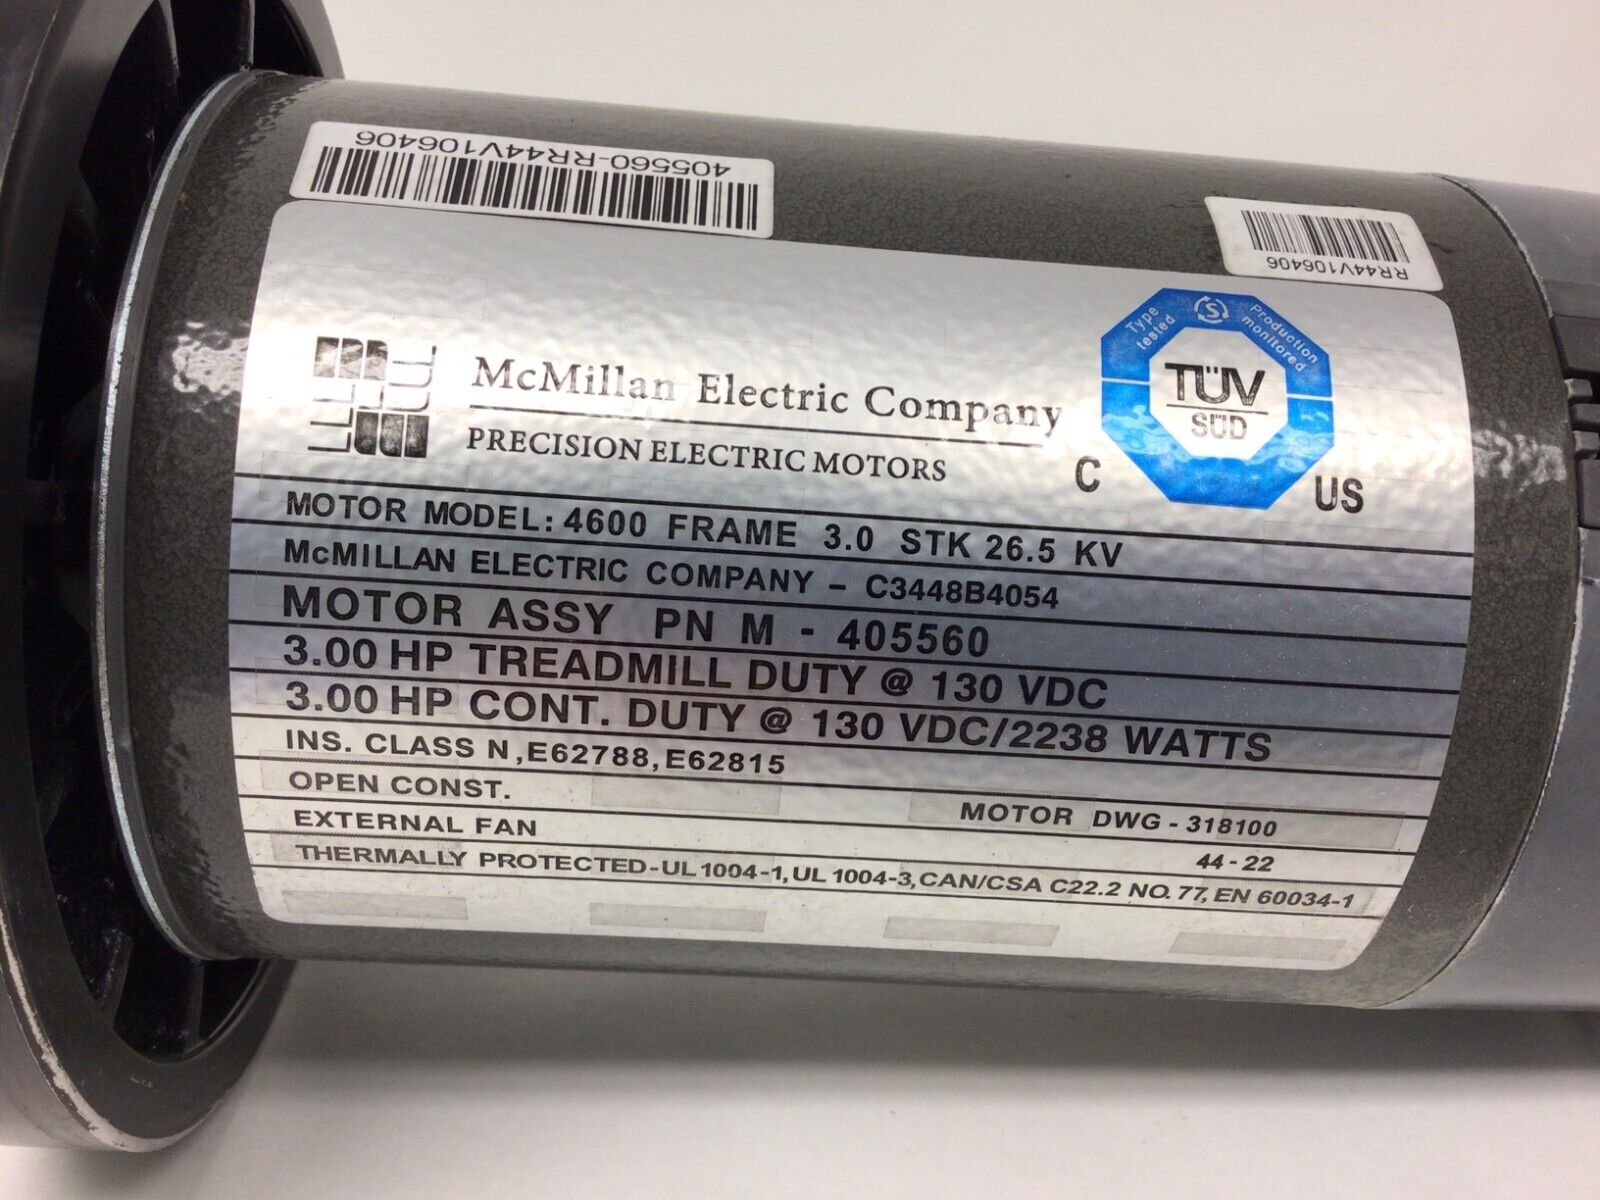 405560-RR44V106406
RR44V106406
Type tested
Production monitored
TÜV
SÜD
C US
McMillan Electric Company
PRECISION ELECTRIC MOTORS
MOTOR MODEL: 4600 FRAME 3.0 STK 26.5 KV
McMILLAN ELECTRIC COMPANY - C3448B4054
MOTOR ASSY PN M - 405560
3.00 HP TREADMILL DUTY @ 130 VDC
3.00 HP CONT. DUTY @ 130 VDC/2238 WATTS
INS. CLASS N,E62788,E62815
OPEN CONST. MOTOR DWG - 318100
EXTERNAL FAN 44 - 22
THERMALLY PROTECTED-UL 1004-1, UL 1004-3, CAN/CSA C22.2 NO. 77, EN 60034-1